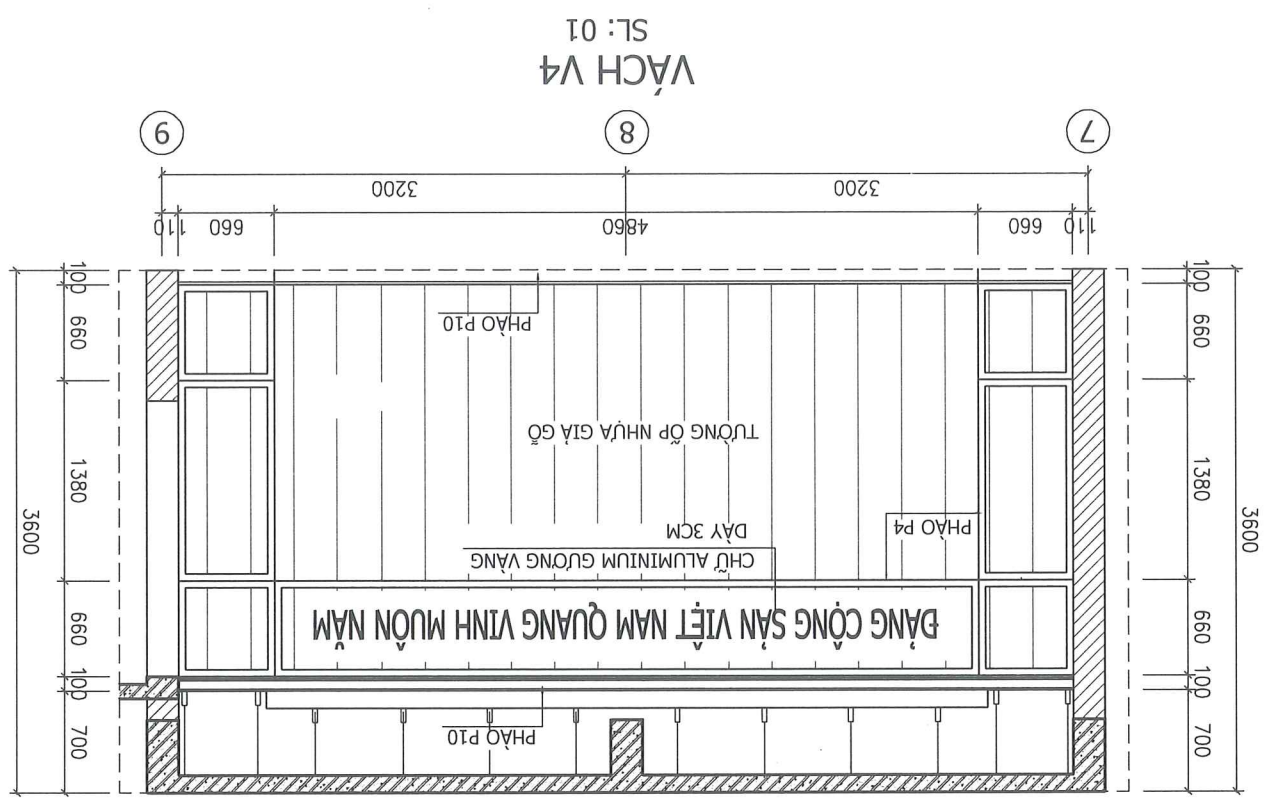 700
PHÀO P10
700
100
100
660
ĐẢNG CỘNG SẢN VIỆT NAM QUANG VINH MUÔN NĂM
660
CHỮ ALUMINIUM GƯƠNG VÀNG
DÀY 3CM
PHÀO P4
3600
3600
1380
1380
TƯỜNG ỐP NHỰA GIẢ GỖ
660
PHÀO P10
660
100
100
110 660 4860 660 110
3200 3200
7 8 9
VÁCH V4
SL: 01